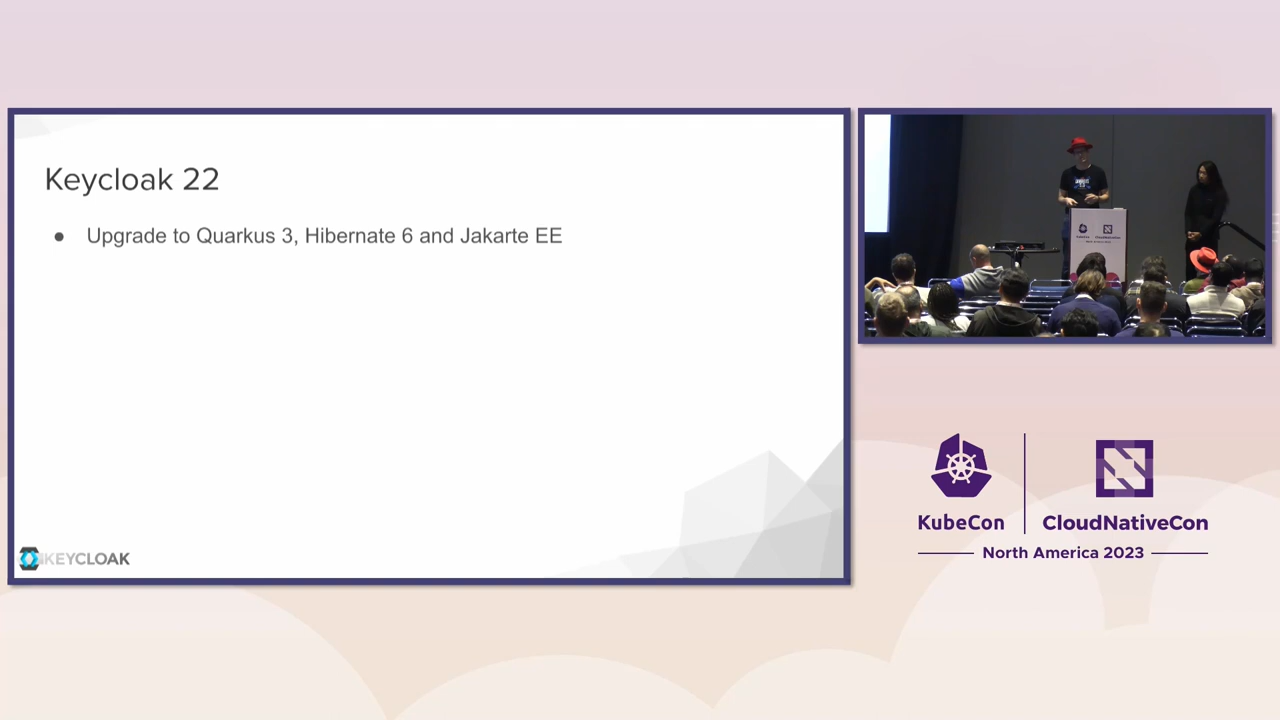 Keycloak 22
● Upgrade to Quarkus 3, Hibernate 6 and Jakarte EE
KEYCLOAK
KubeCon
CloudNativeCon
North America 2023